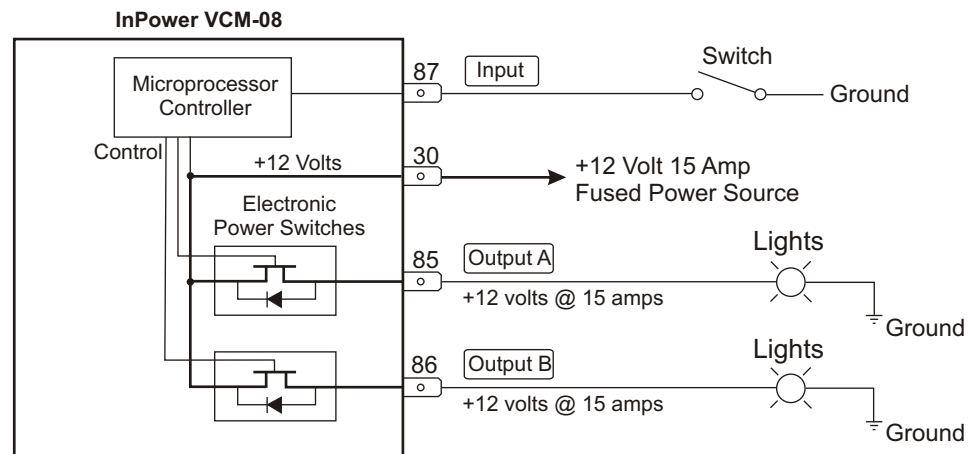 InPower VCM-08
Microprocessor
Controller
Control
87
Input
Switch
Ground
+12 Volts
30
+12 Volt 15 Amp
Fused Power Source
Electronic
Power Switches
85
Output A
+12 volts @ 15 amps
Lights
Ground
86
Output B
+12 volts @ 15 amps
Lights
Ground